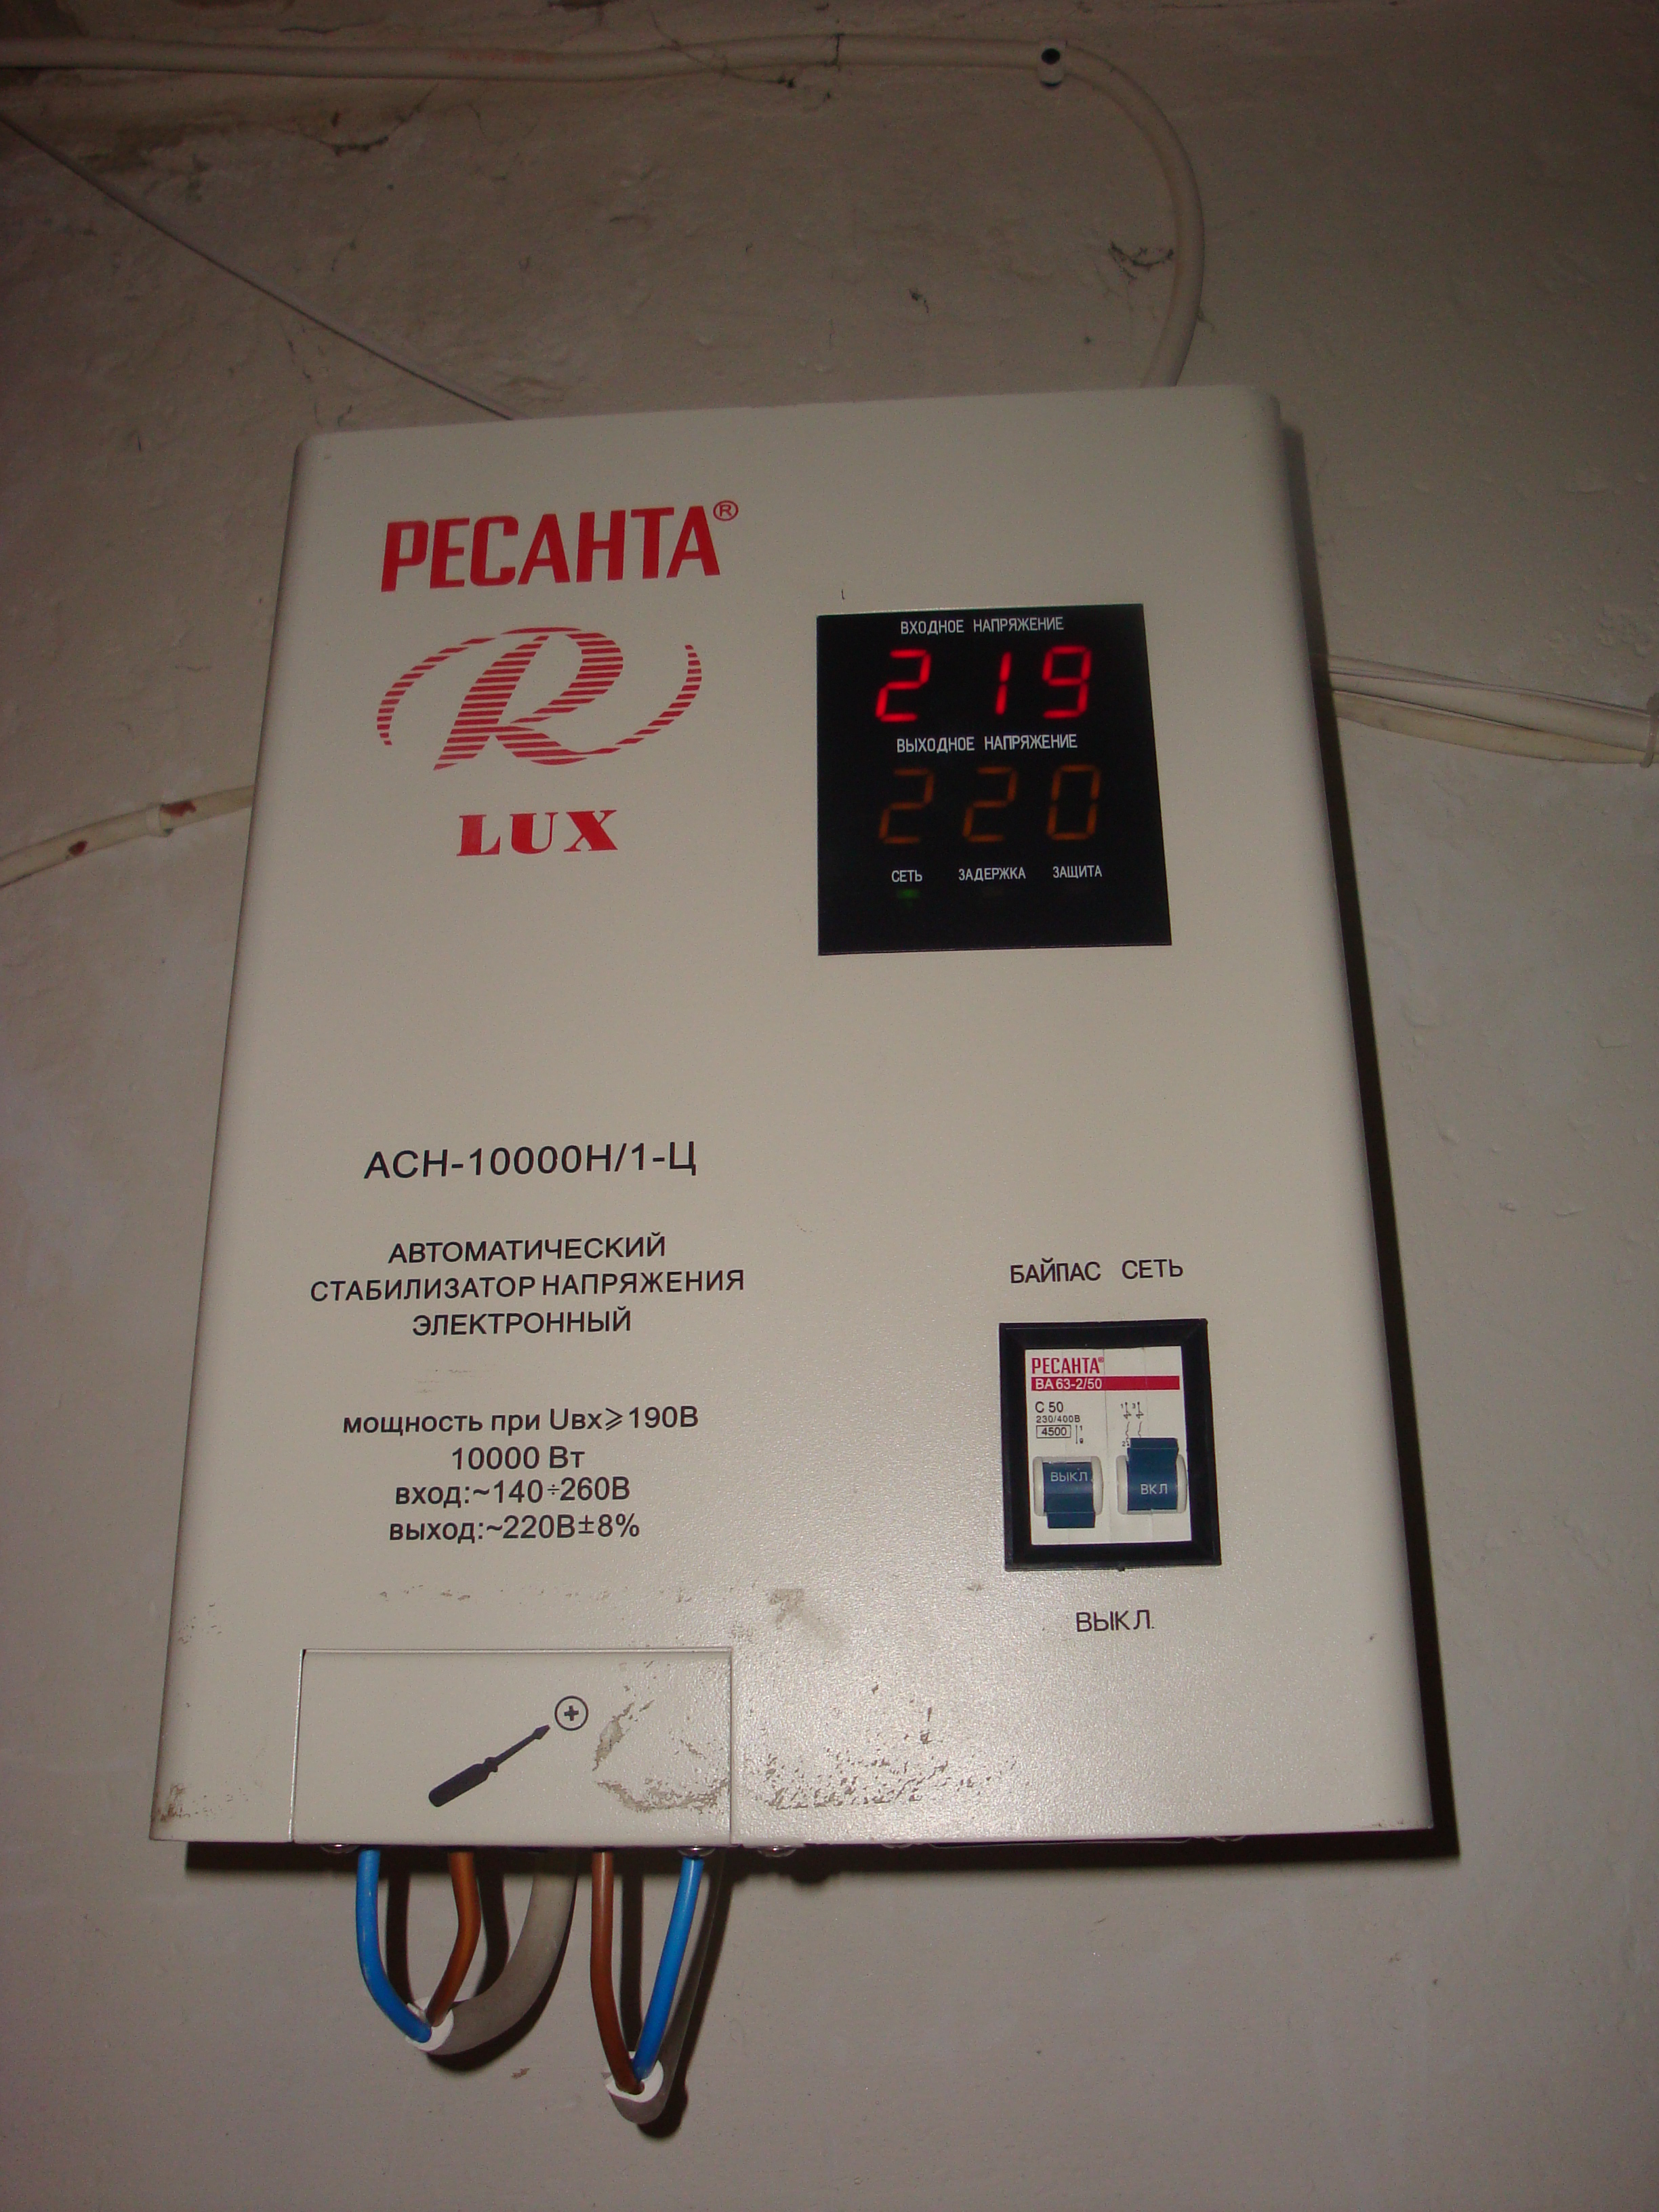 РЕСАНТА®
R
LUX
ВХОДНОЕ НАПРЯЖЕНИЕ
219
ВЫХОДНОЕ НАПРЯЖЕНИЕ
220
СЕТЬ ЗАДЕРЖКА ЗАЩИТА
АСН-10000Н/1-Ц
АВТОМАТИЧЕСКИЙ
СТАБИЛИЗАТОР НАПРЯЖЕНИЯ
ЭЛЕКТРОННЫЙ
мощность при Uвх⩾190В
10000 Вт
вход:~140÷260В
выход:~220В±8%
БАЙПАС СЕТЬ
РЕСАНТА®
ВА 63-2/50
С 50
230/400В
4500
ВЫКЛ ВКЛ
ВЫКЛ.